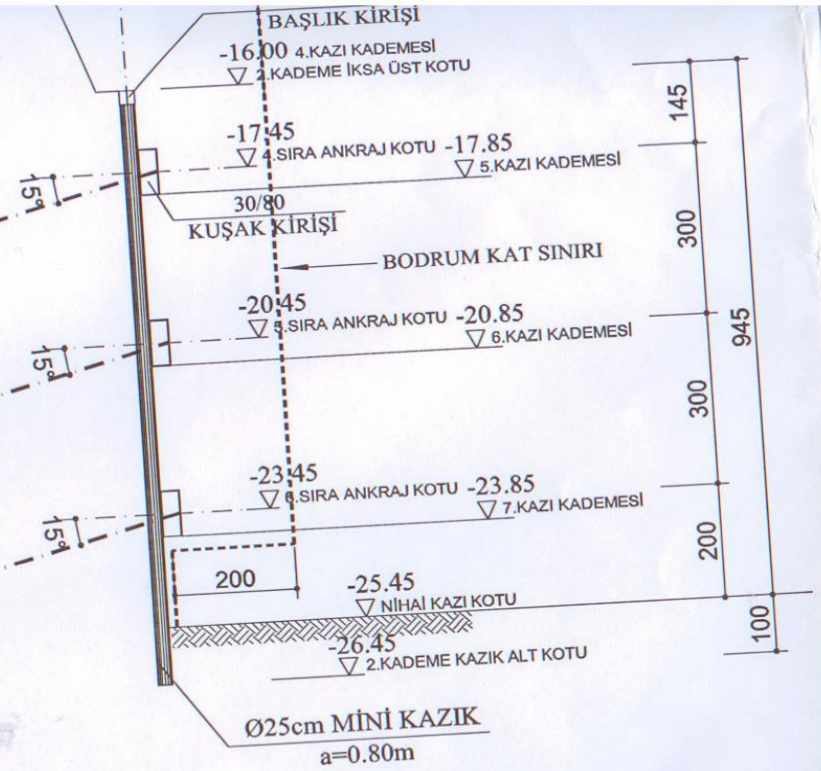 BAŞLIK KİRİŞİ
-16.00 4.KAZI KADEMESİ
2.KADEME İKSA ÜST KOTU
145
-17.45
4.SIRA ANKRAJ KOTU
-17.85
5.KAZI KADEMESİ
15°
30/80
KUŞAK KİRİŞİ
300
BODRUM KAT SINIRI
-20.45
5.SIRA ANKRAJ KOTU
-20.85
6.KAZI KADEMESİ
945
15°
300
-23.45
6.SIRA ANKRAJ KOTU
-23.85
7.KAZI KADEMESİ
15°
200
200
-25.45
NİHAİ KAZI KOTU
100
-26.45
2.KADEME KAZIK ALT KOTU
Ø25cm MİNİ KAZIK
a=0.80m